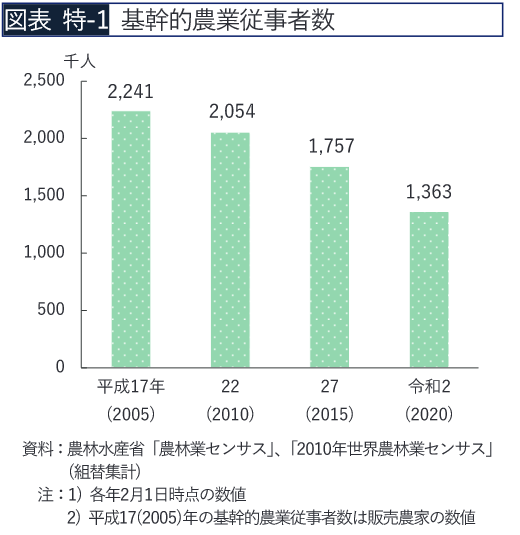 図表 特-1 基幹的農業従事者数
千人
2,500
2,000
1,500
1,000
500
0
2,241
2,054
1,757
1,363
平成17年 22 27 令和2
(2005) (2010) (2015) (2020)
資料：農林水産省「農林業センサス」、「2010年世界農林業センサス」
(組替集計)
注：1) 各年2月1日時点の数値
2) 平成17(2005)年の基幹的農業従事者数は販売農家の数値